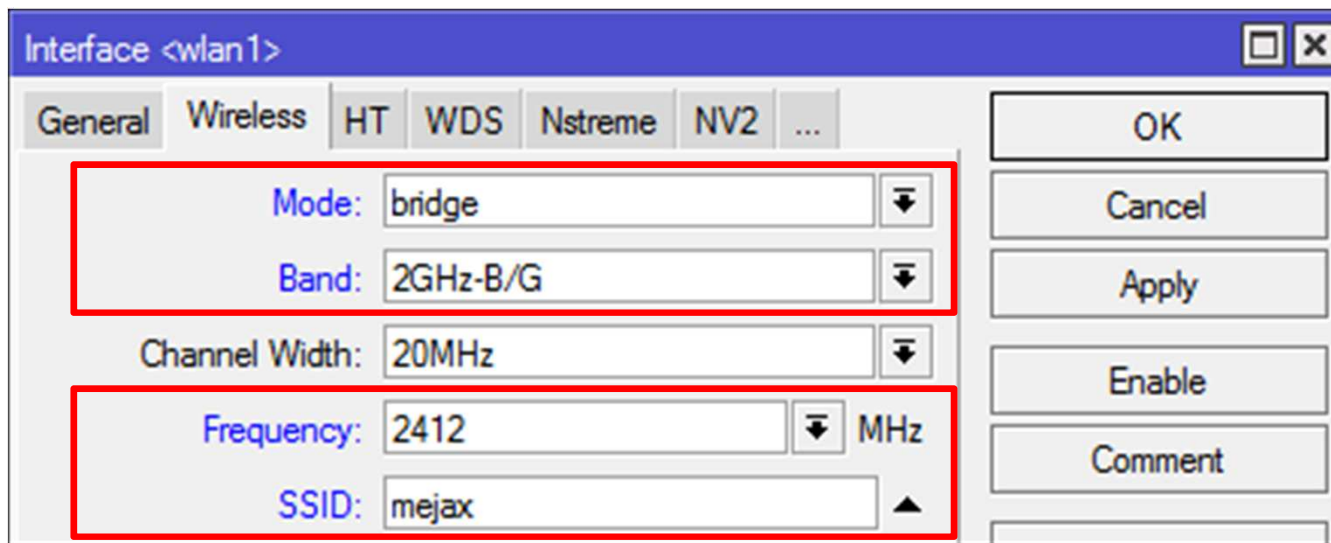 Interface <wlan1>
General Wireless HT WDS Nstreme NV2 ...
OK
Mode: bridge
Cancel
Band: 2GHz-B/G
Apply
Channel Width: 20MHz
Enable
Frequency: 2412 MHz
Comment
SSID: mejax